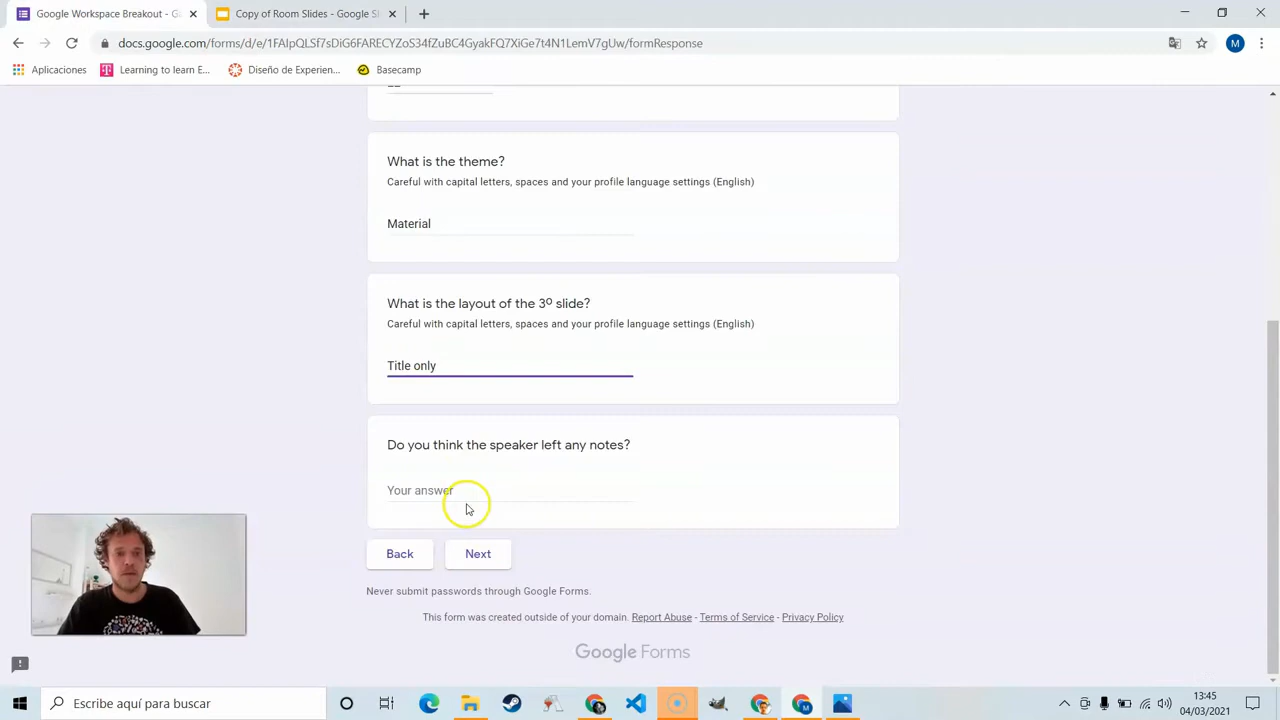 Google Workspace Breakout - G
Copy of Room Slides - Google S
docs.google.com/forms/d/e/1FAIpQLSf7sDiG6FARECYZoS34fZuBC4GyakFQ7XiGe7t4N1LemV7gUw/formResponse
M
Aplicaciones
Learning to learn E...
Diseño de Experien...
Basecamp
What is the theme?
Careful with capital letters, spaces and your profile language settings (English)
Material
What is the layout of the 3º slide?
Careful with capital letters, spaces and your profile language settings (English)
Title only
Do you think the speaker left any notes?
Your answer
Back
Next
Never submit passwords through Google Forms.
This form was created outside of your domain. Report Abuse - Terms of Service - Privacy Policy
Google Forms
Escribe aquí para buscar
13:45
04/03/2021